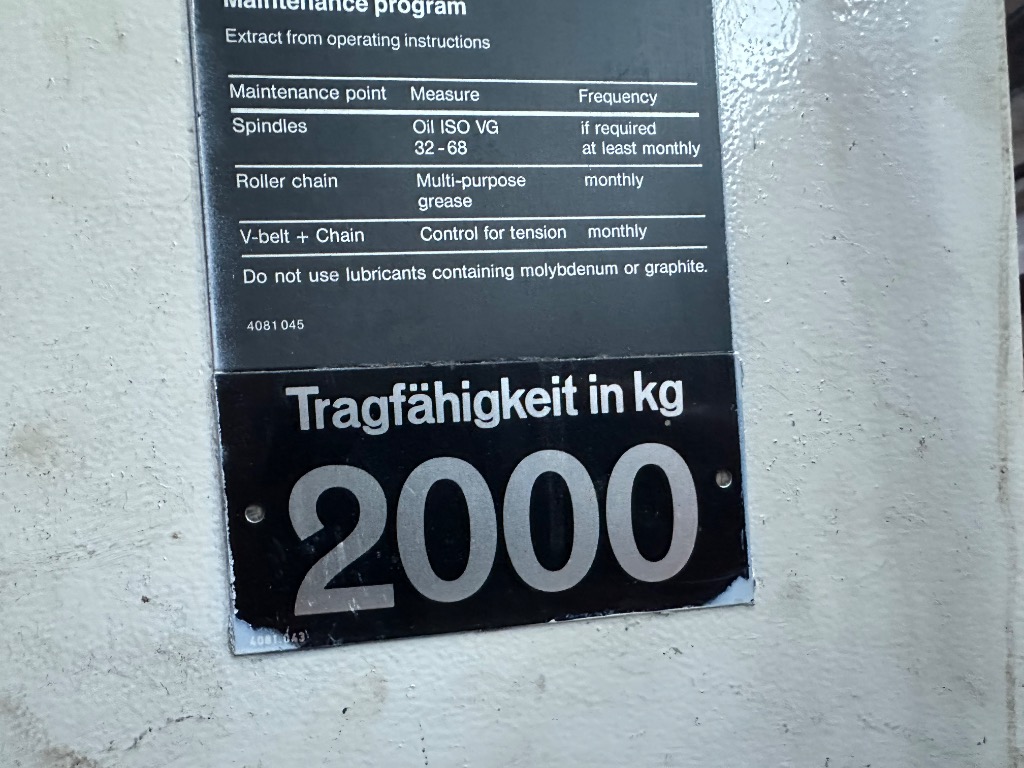 Maintenance program
Extract from operating instructions
Maintenance point Measure Frequency
Spindles Oil ISO VG if required
32-68 at least monthly
Roller chain Multi-purpose monthly
grease
V-belt + Chain Control for tension monthly
Do not use lubricants containing molybdenum or graphite.
4081 045
Tragfähigkeit in kg
2000
4081 043